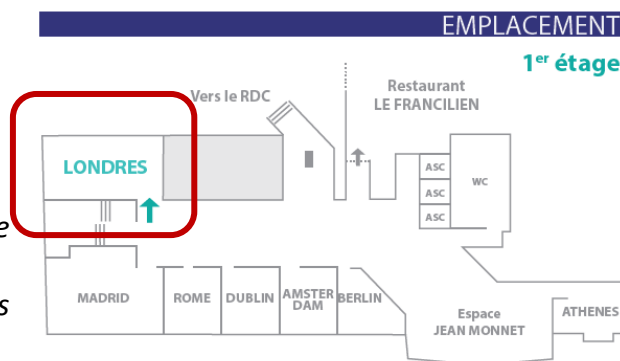 EMPLACEMENT
1er étage
Restaurant
LE FRANCILIEN
Vers le RDC
LONDRES
ASC
WC
ASC
ASC
e
s
MADRID
ROME
DUBLIN
AMSTER
DAM
BERLIN
Espace
JEAN MONNET
ATHENES